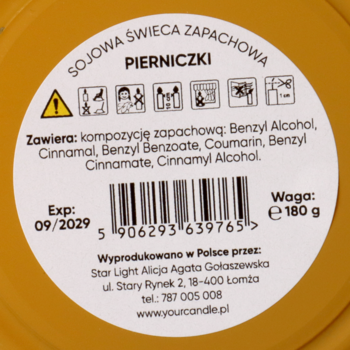 SOJOWA ŚWIECA ZAPACHOWA
PIERNICZKI
1 cm
Zawiera: kompozycję zapachową: Benzyl Alcohol,
Cinnamal, Benzyl Benzoate, Coumarin, Benzyl
Cinnamate, Cinnamyl Alcohol.
Exp:
09/2029
5 906293 639765 >
Waga:
℮ 180 g
Wyprodukowano w Polsce przez:
Star Light Alicja Agata Gołaszewska
ul. Stary Rynek 2, 18-400 Łomża
tel.: 787 005 008
www.yourcandle.pl